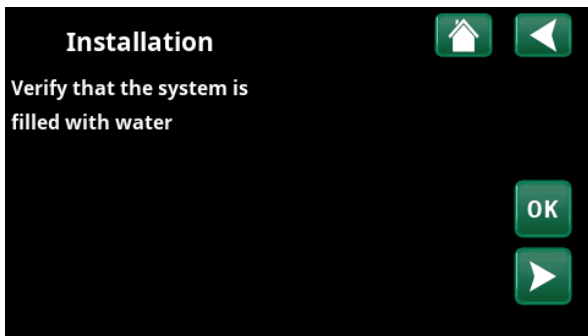 Installation
Verify that the system is
filled with water
OK